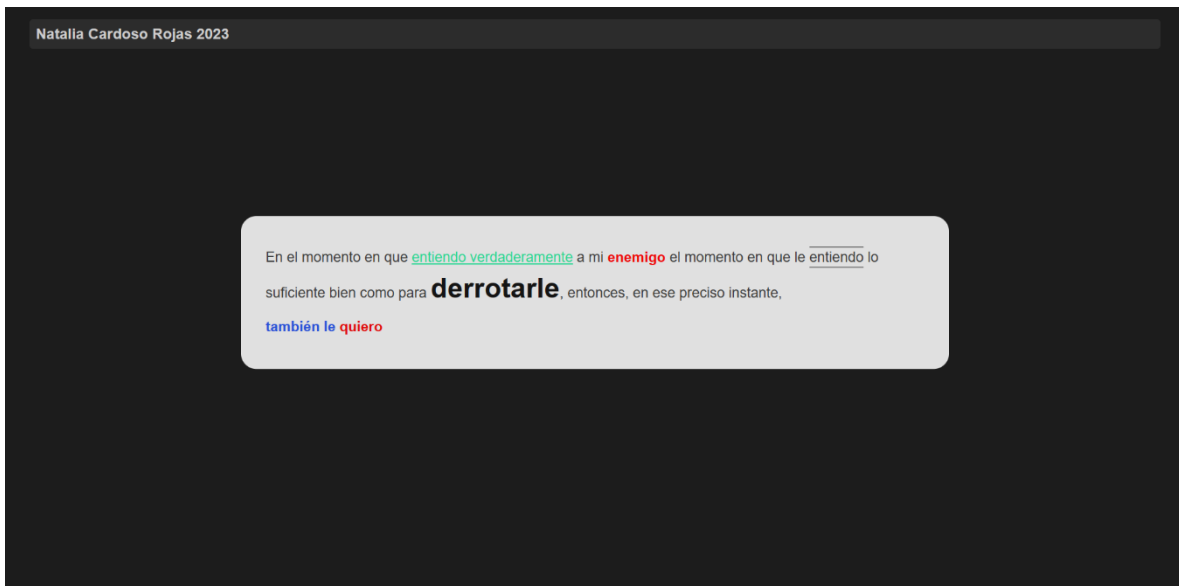 Natalia Cardoso Rojas 2023
En el momento en que entiendo verdaderamente a mi enemigo el momento en que le entiendo lo
suficiente bien como para derrotarle, entonces, en ese preciso instante,
también le quiero